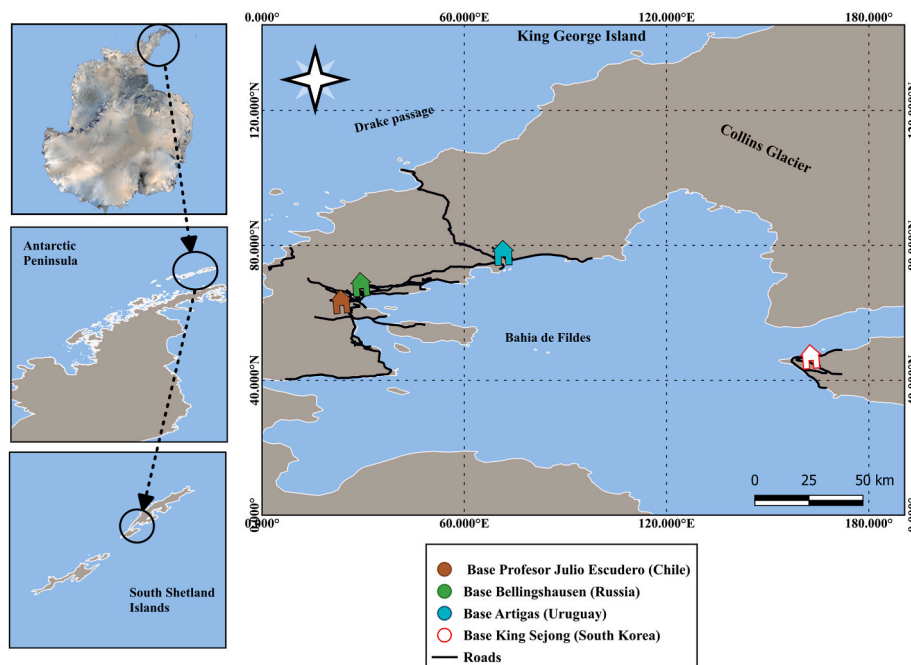 Antarctic
Peninsula
South Shetland
Islands
0.000° 60.000°N 120.000°N 180.000°N
King George Island
Drake passage
Collins Glacier
Bahia de Fildes
120.000°N
80.000°N
40.000°N
0.000°
0 25 50 km
0.000° 60.000°N 120.000°N 180.000°N
Base Profesor Julio Escudero (Chile)
Base Bellingshausen (Russia)
Base Artigas (Uruguay)
Base King Sejong (South Korea)
Roads